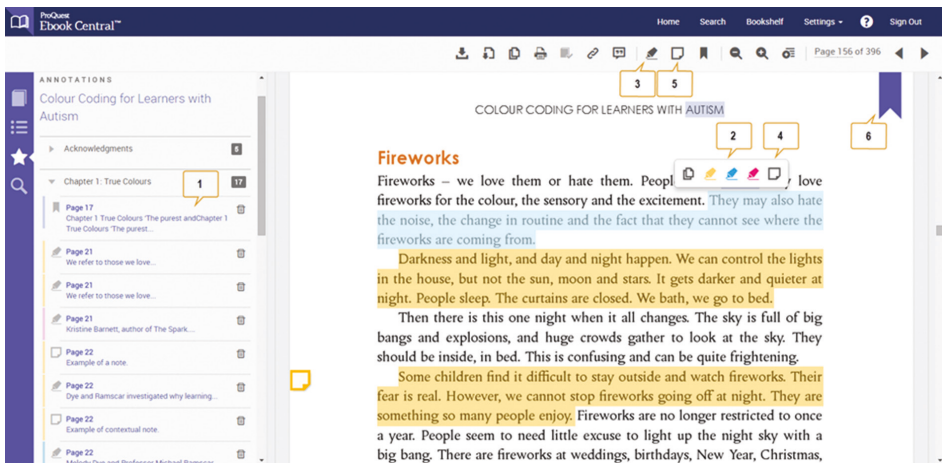 ProQuest
Ebook Central™
Home Search Bookshelf Settings ? Sign Out
Page 156 of 396
ANNOTATIONS
Colour Coding for Learners with
Autism
Acknowledgments 5
Chapter 1: True Colours 17
1
Page 17
Chapter 1 True Colours 'The purest andChapter 1
True Colours 'The purest...
Page 21
We refer to those we love...
Page 21
We refer to those we love...
Page 21
Kristine Barnett, author of The Spark....
Page 22
Example of a note.
Page 22
Dye and Ramscar investigated why learning...
Page 22
Example of contextual note.
Page 22
Melody Dye and Professor Michael Ramscar
3 5
COLOUR CODING FOR LEARNERS WITH AUTISM
2 4 6
Fireworks
Fireworks – we love them or hate them. Peopl y love
fireworks for the colour, the sensory and the excitement. They may also hate
the noise, the change in routine and the fact that they cannot see where the
fireworks are coming from.
Darkness and light, and day and night happen. We can control the lights
in the house, but not the sun, moon and stars. It gets darker and quieter at
night. People sleep. The curtains are closed. We bath, we go to bed.
Then there is this one night when it all changes. The sky is full of big
bangs and explosions, and huge crowds gather to look at the sky. They
should be inside, in bed. This is confusing and can be quite frightening.
Some children find it difficult to stay outside and watch fireworks. Their
fear is real. However, we cannot stop fireworks going off at night. They are
something so many people enjoy. Fireworks are no longer restricted to once
a year. People seem to need little excuse to light up the night sky with a
big bang. There are fireworks at weddings, birthdays, New Year, Christmas,